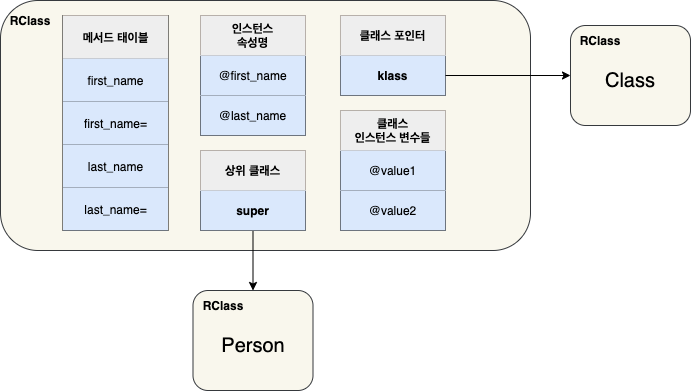 RClass
메서드 테이블
first_name
first_name=
last_name
last_name=
인스턴스
속성명
@first_name
@last_name
상위 클래스
super
클래스 포인터
klass
클래스
인스턴스 변수들
@value1
@value2
RClass
Class
RClass
Person